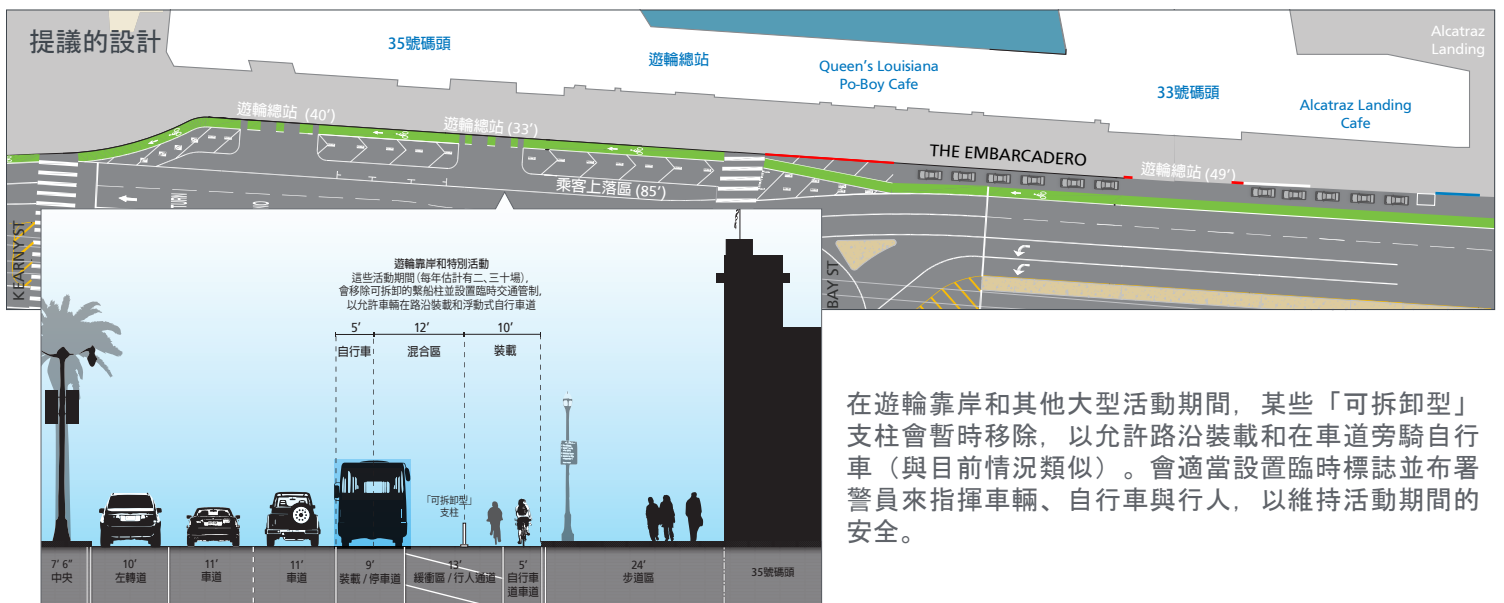 提議的設計
35號碼頭
遊輪總站
Queen's Louisiana
Po-Boy Cafe
33號碼頭
Alcatraz Landing
Cafe
Alcatraz
Landing
遊輪總站 (40')
遊輪總站 (33')
THE EMBARCADERO
遊輪總站 (49')
乘客上落區 (85')
TURN
NO
KEARNY ST
BAY ST
遊輪靠岸和特別活動
這些活動期間(每年估計有二、三十場),
會移除可拆卸的繫船柱並設置臨時交通管制,
以允許車輛在路沿裝載和浮動式自行車道
5' 12' 10'
自行車 混合區 裝載
「可拆卸型」
支柱
7' 6"
中央
10'
左轉道
11'
車道
11'
車道
9'
裝載 / 停車道
13'
緩衝區 / 行人通道
5'
自行車
道車道
24'
步道區
35號碼頭
在遊輪靠岸和其他大型活動期間，某些「可拆卸型」
支柱會暫時移除，以允許路沿裝載和在車道旁騎自行
車（與目前情況類似）。會適當設置臨時標誌並布署
警員來指揮車輛、自行車與行人，以維持活動期間的
安全。